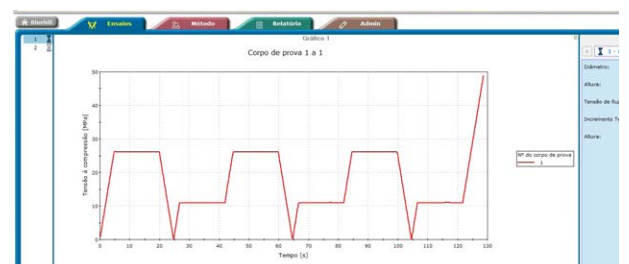 Ensaios
Método
Relatório
Admin
Gráfico 1
1
2
Corpo de prova 1 a 1
Tensão à compressão [MPa]
50
40
30
20
10
0
0 10 20 30 40 50 60 70 80 90 100 110 120 130
Tempo [s]
Nº do corpo de prova
1
Diâmetro:
Altura:
Tensão de Rup
Incremento Te
Altura: